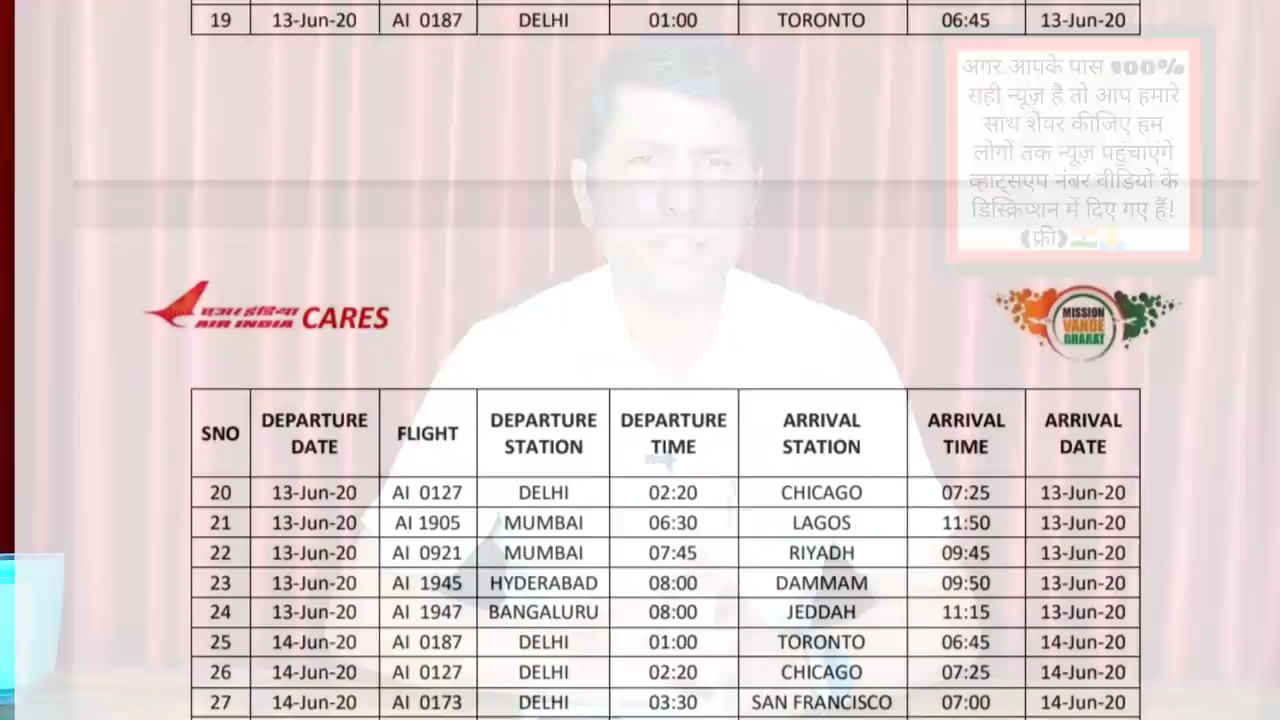 19 13-Jun-20 AI 0187 DELHI 01:00 TORONTO 06:45 13-Jun-20
अगर आपके पास 100%
सही न्यूज़ है तो आप हमारे
साथ शेयर कीजिए हम
लोगों तक न्यूज़ पहुंचाएंगे
व्हाट्सएप नंबर वीडियो के
डिस्क्रिप्शन में दिए गए हैं!
(फ्री)
एअर इंडिया
AIR INDIA CARES
MISSION
VANDE
BHARAT
SNO DEPARTURE DATE FLIGHT DEPARTURE STATION DEPARTURE TIME ARRIVAL STATION ARRIVAL TIME ARRIVAL DATE
20 13-Jun-20 AI 0127 DELHI 02:20 CHICAGO 07:25 13-Jun-20
21 13-Jun-20 AI 1905 MUMBAI 06:30 LAGOS 11:50 13-Jun-20
22 13-Jun-20 AI 0921 MUMBAI 07:45 RIYADH 09:45 13-Jun-20
23 13-Jun-20 AI 1945 HYDERABAD 08:00 DAMMAM 09:50 13-Jun-20
24 13-Jun-20 AI 1947 BANGALURU 08:00 JEDDAH 11:15 13-Jun-20
25 14-Jun-20 AI 0187 DELHI 01:00 TORONTO 06:45 14-Jun-20
26 14-Jun-20 AI 0127 DELHI 02:20 CHICAGO 07:25 14-Jun-20
27 14-Jun-20 AI 0173 DELHI 03:30 SAN FRANCISCO 07:00 14-Jun-20